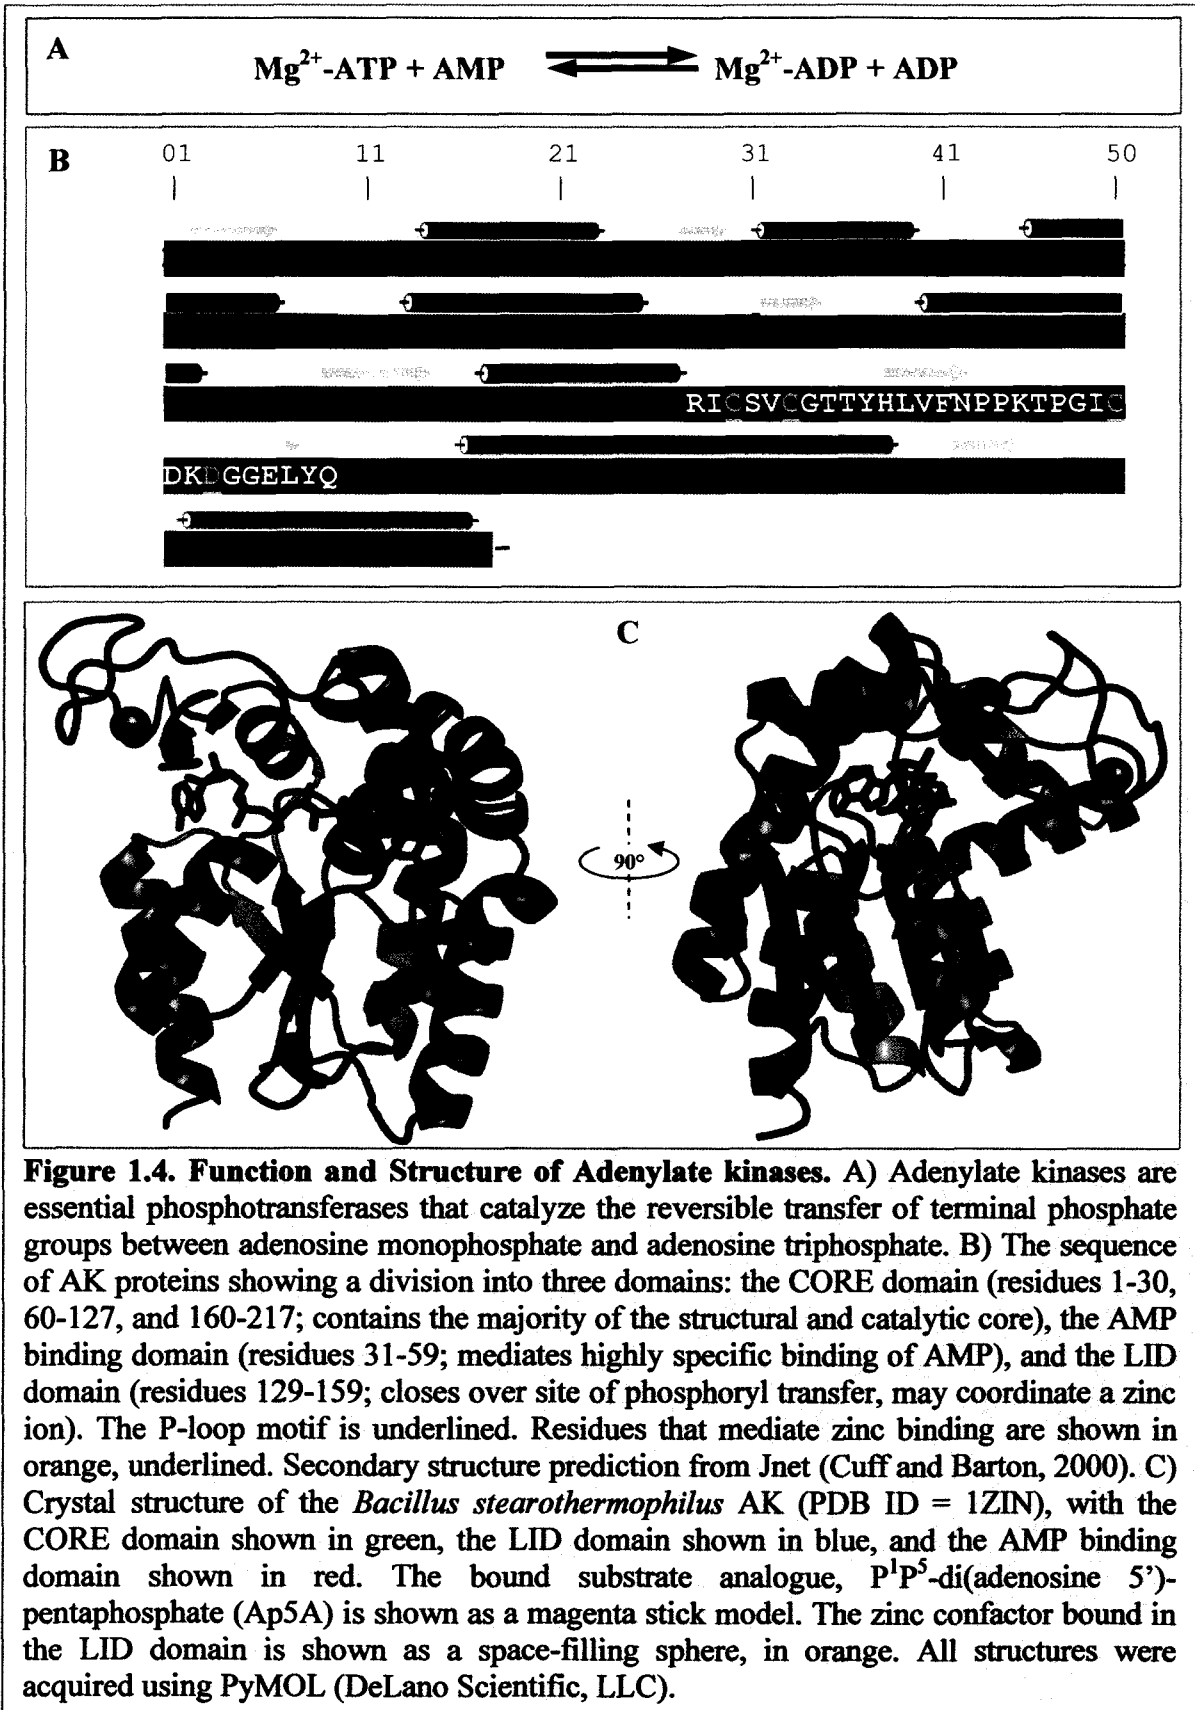 A
Mg²⁺-ATP + AMP ⇌ Mg²⁺-ADP + ADP
B
01 11 21 31 41 50
RICSVCGTTYHLVFNPPKTPGIC
DKDGGELYQ
C
90°
Figure 1.4. Function and Structure of Adenylate kinases. A) Adenylate kinases are
essential phosphotransferases that catalyze the reversible transfer of terminal phosphate
groups between adenosine monophosphate and adenosine triphosphate. B) The sequence
of AK proteins showing a division into three domains: the CORE domain (residues 1-30,
60-127, and 160-217; contains the majority of the structural and catalytic core), the AMP
binding domain (residues 31-59; mediates highly specific binding of AMP), and the LID
domain (residues 129-159; closes over site of phosphoryl transfer, may coordinate a zinc
ion). The P-loop motif is underlined. Residues that mediate zinc binding are shown in
orange, underlined. Secondary structure prediction from Jnet (Cuff and Barton, 2000). C)
Crystal structure of the Bacillus stearothermophilus AK (PDB ID = 1ZIN), with the
CORE domain shown in green, the LID domain shown in blue, and the AMP binding
domain shown in red. The bound substrate analogue, P¹P⁵-di(adenosine 5’)-
pentaphosphate (Ap5A) is shown as a magenta stick model. The zinc confactor bound in
the LID domain is shown as a space-filling sphere, in orange. All structures were
acquired using PyMOL (DeLano Scientific, LLC).